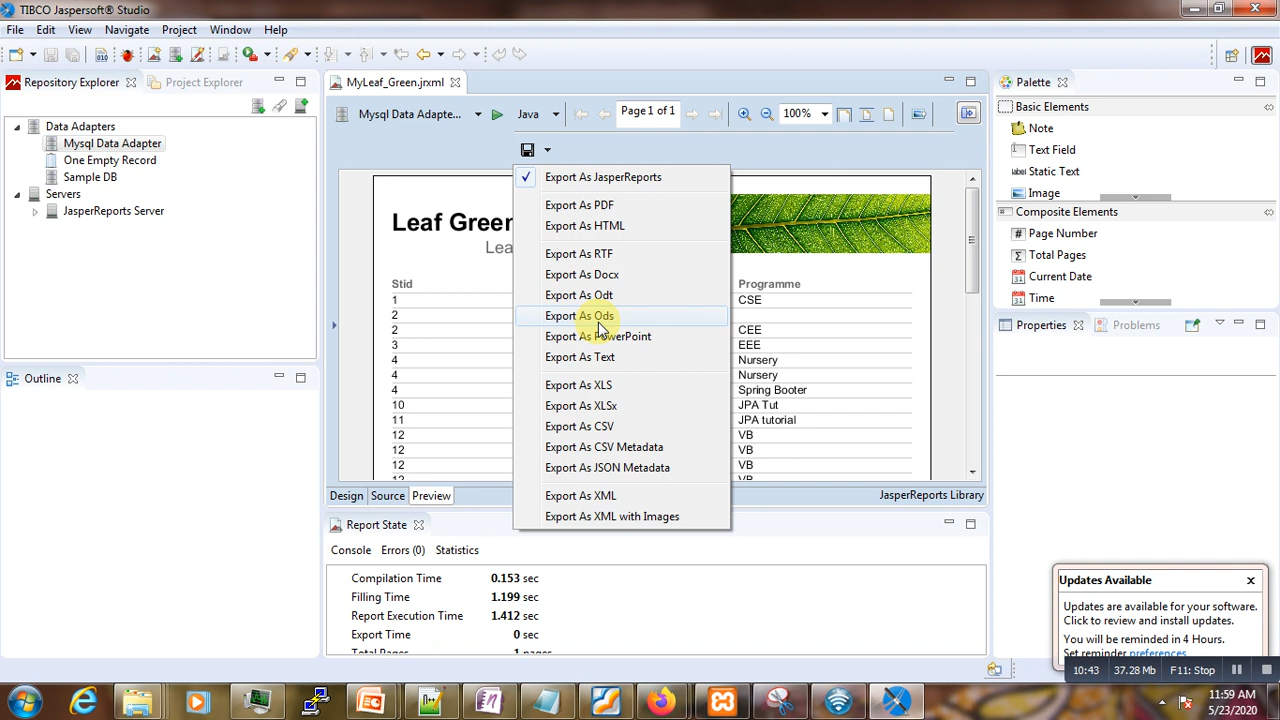 TIBCO Jaspersoft® Studio
File Edit View Navigate Project Window Help
Repository Explorer Project Explorer
Data Adapters
Mysql Data Adapter
One Empty Record
Sample DB
Servers
JasperReports Server
Outline
MyLeaf_Green.jrxml
Mysql Data Adapte... Java Page 1 of 1 100%
Export As JasperReports
Export As PDF
Export As HTML
Export As RTF
Export As Docx
Export As Odt
Export As Ods
Export As PowerPoint
Export As Text
Export As XLS
Export As XLSx
Export As CSV
Export As CSV Metadata
Export As JSON Metadata
Export As XML
Export As XML with Images
Leaf Green
Lea
Stid Programme
1 CSE
2
2 CEE
3 EEE
4 Nursery
4 Nursery
4 Spring Booter
10 JPA Tut
11 JPA tutorial
12 VB
12 VB
12 VB
12 VB
Design Source Preview JasperReports Library
Report State
Console Errors (0) Statistics
Compilation Time 0.153 sec
Filling Time 1.199 sec
Report Execution Time 1.412 sec
Export Time 0 sec
Total Pages 1 pages
Palette
Basic Elements
Note
Text Field
Static Text
Image
Composite Elements
Page Number
Total Pages
Current Date
Time
Properties Problems
Updates Available
Updates are available for your software.
Click to review and install updates.
You will be reminded in 4 Hours.
Set reminder preferences.
10:43 37.28 MB F11: Stop
11:59 AM
5/23/2020